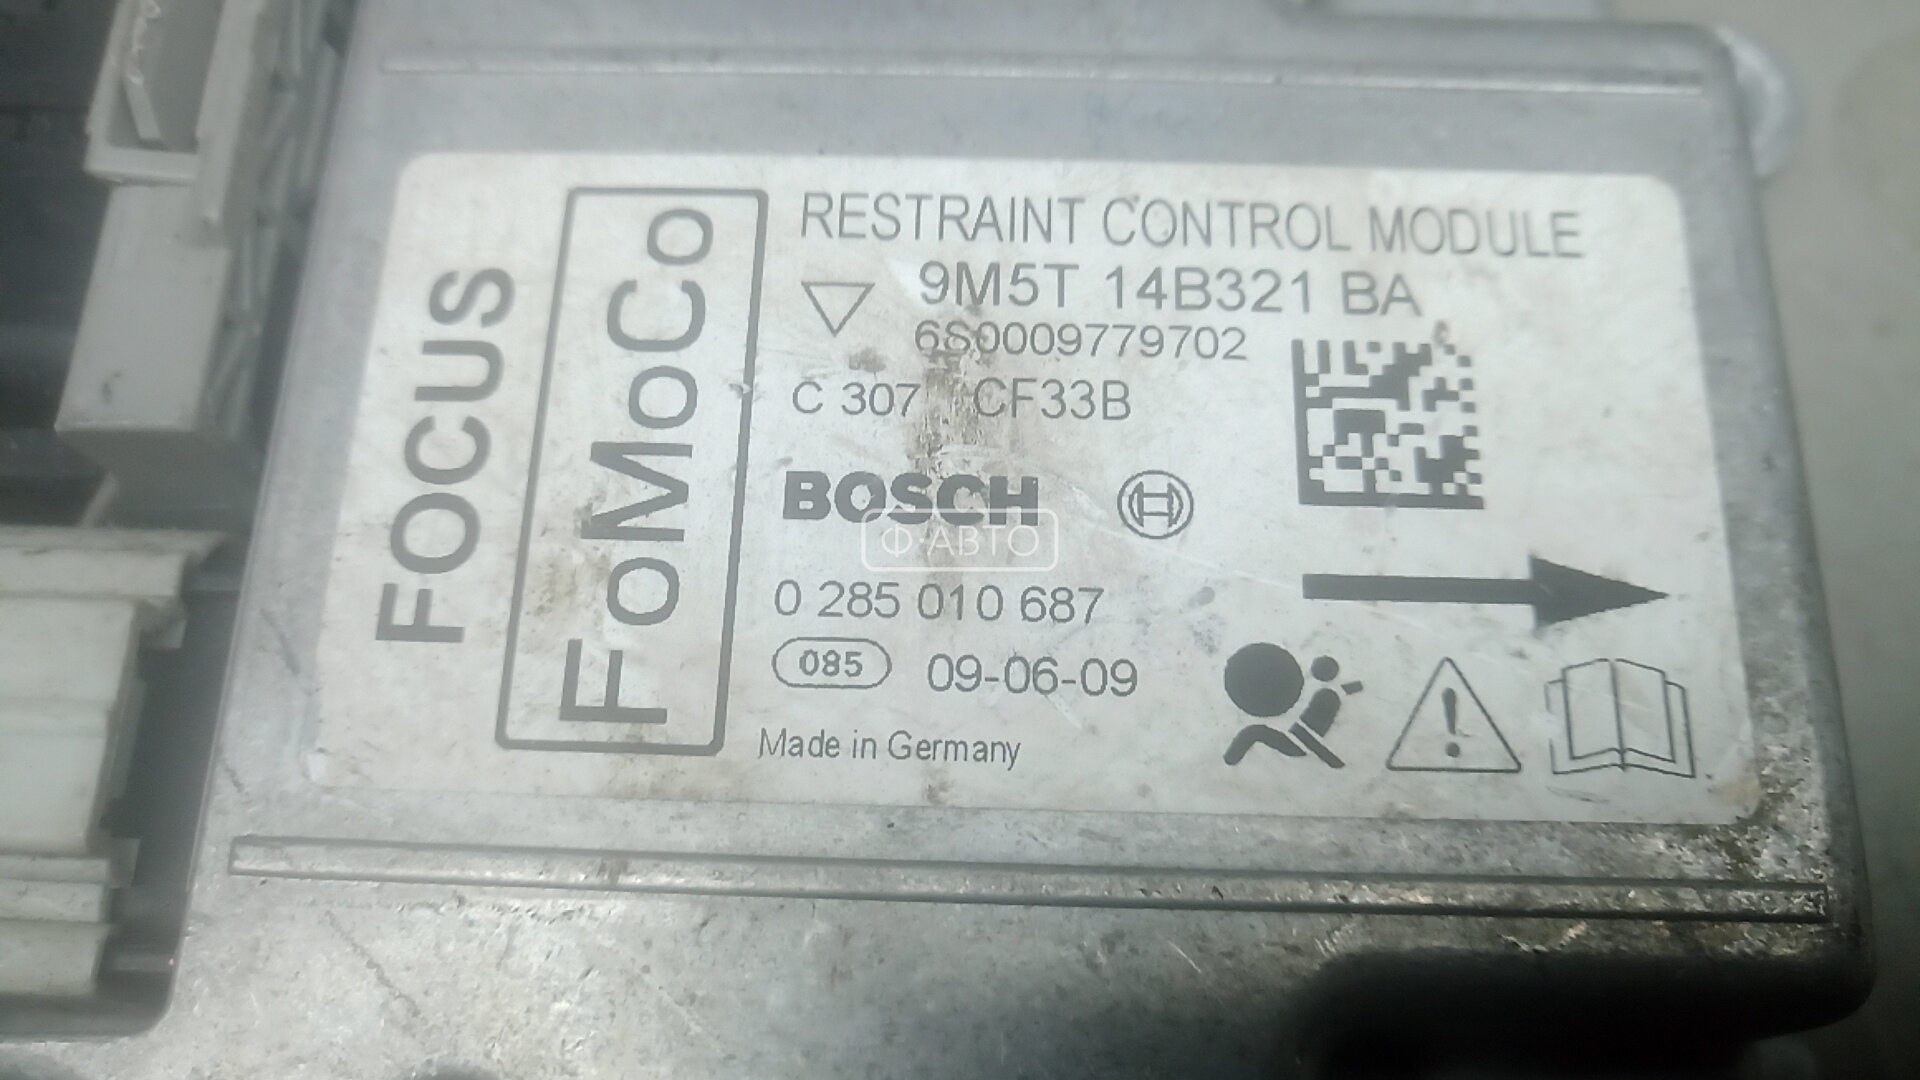 FOCUS
FoMoCo
RESTRAINT CONTROL MODULE
9M5T 14B321 BA
6S0009779702
C 307 CF33B
BOSCH
Ф·АВТО
0 285 010 687
085 09-06-09
Made in Germany